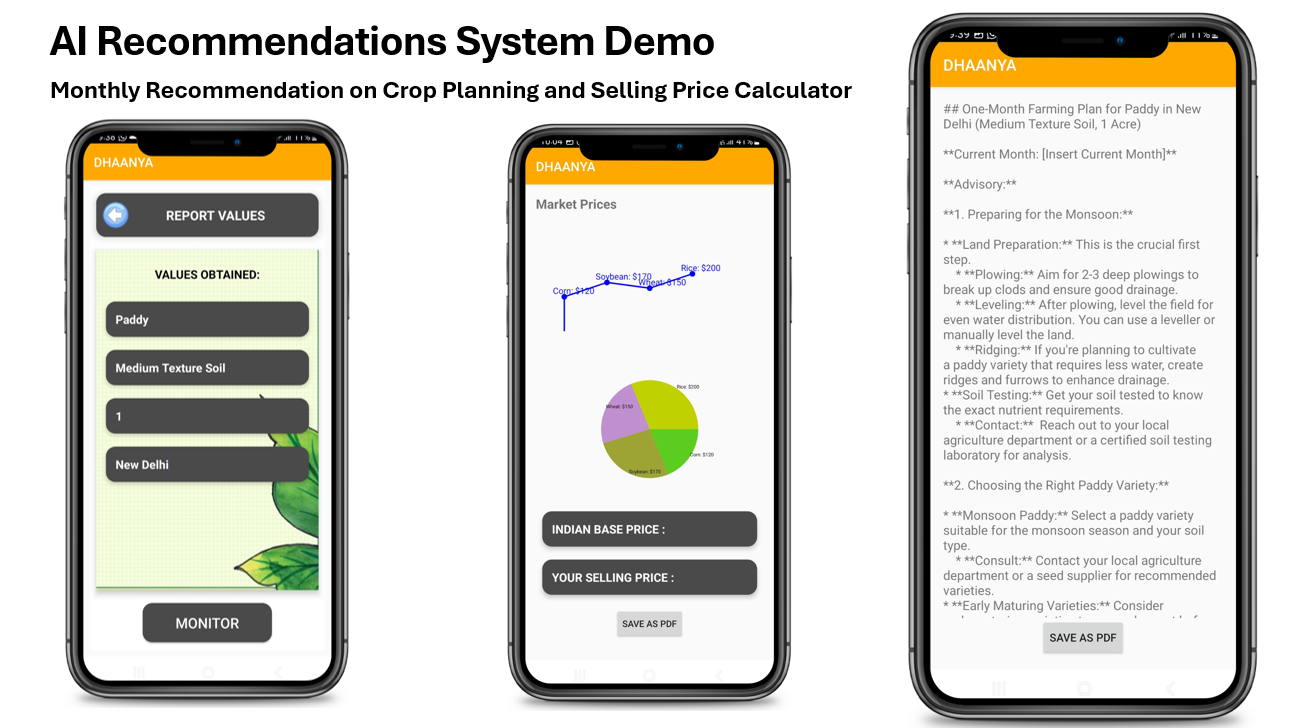 AI Recommendations System Demo
Monthly Recommendation on Crop Planning and Selling Price Calculator
9:38
11%
DHAANYA
REPORT VALUES
VALUES OBTAINED:
Paddy
Medium Texture Soil
1
New Delhi
MONITOR
10:04
41%
DHAANYA
Market Prices
Corn: $120
Soybean: $170
Wheat: $150
Rice: $200
Rice: $200
Wheat: $150
Corn: $120
Soybean: $170
INDIAN BASE PRICE :
YOUR SELLING PRICE :
SAVE AS PDF
9:39
11%
DHAANYA
## One-Month Farming Plan for Paddy in New
Delhi (Medium Texture Soil, 1 Acre)
**Current Month: [Insert Current Month]**
**Advisory:**
**1. Preparing for the Monsoon:**
* **Land Preparation:** This is the crucial first
step.
* **Plowing:** Aim for 2-3 deep plowings to
break up clods and ensure good drainage.
* **Leveling:** After plowing, level the field for
even water distribution. You can use a leveller or
manually level the land.
* **Ridging:** If you're planning to cultivate
a paddy variety that requires less water, create
ridges and furrows to enhance drainage.
* **Soil Testing:** Get your soil tested to know
the exact nutrient requirements.
* **Contact:** Reach out to your local
agriculture department or a certified soil testing
laboratory for analysis.
**2. Choosing the Right Paddy Variety:**
* **Monsoon Paddy:** Select a paddy variety
suitable for the monsoon season and your soil
type.
* **Consult:** Contact your local agriculture
department or a seed supplier for recommended
varieties.
* **Early Maturing Varieties:** Consider
SAVE AS PDF